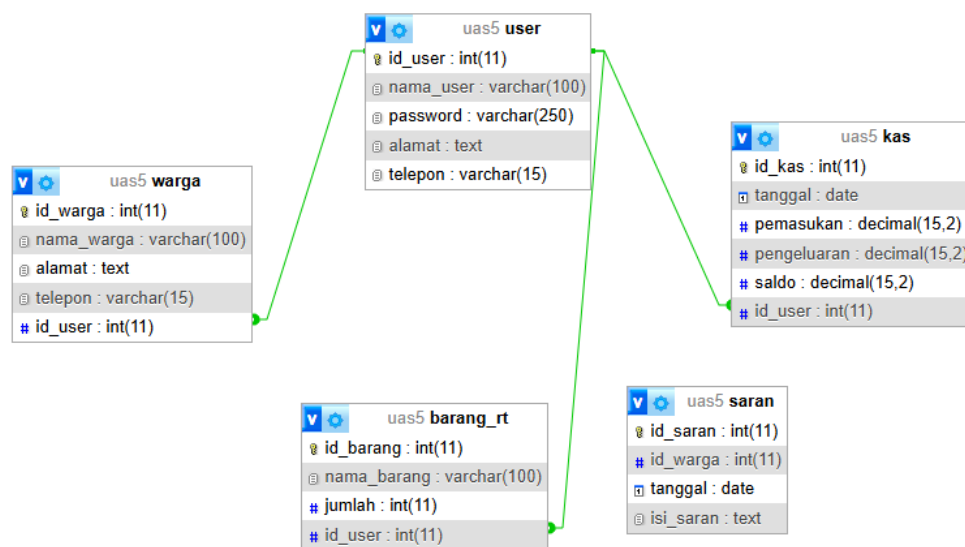 uas5 user
id_user : int(11)
nama_user : varchar(100)
password : varchar(250)
alamat : text
telepon : varchar(15)
uas5 kas
id_kas : int(11)
tanggal : date
pemasukan : decimal(15,2)
pengeluaran : decimal(15,2)
saldo : decimal(15,2)
id_user : int(11)
uas5 warga
id_warga : int(11)
nama_warga : varchar(100)
alamat : text
telepon : varchar(15)
id_user : int(11)
uas5 barang_rt
id_barang : int(11)
nama_barang : varchar(100)
jumlah : int(11)
id_user : int(11)
uas5 saran
id_saran : int(11)
id_warga : int(11)
tanggal : date
isi_saran : text